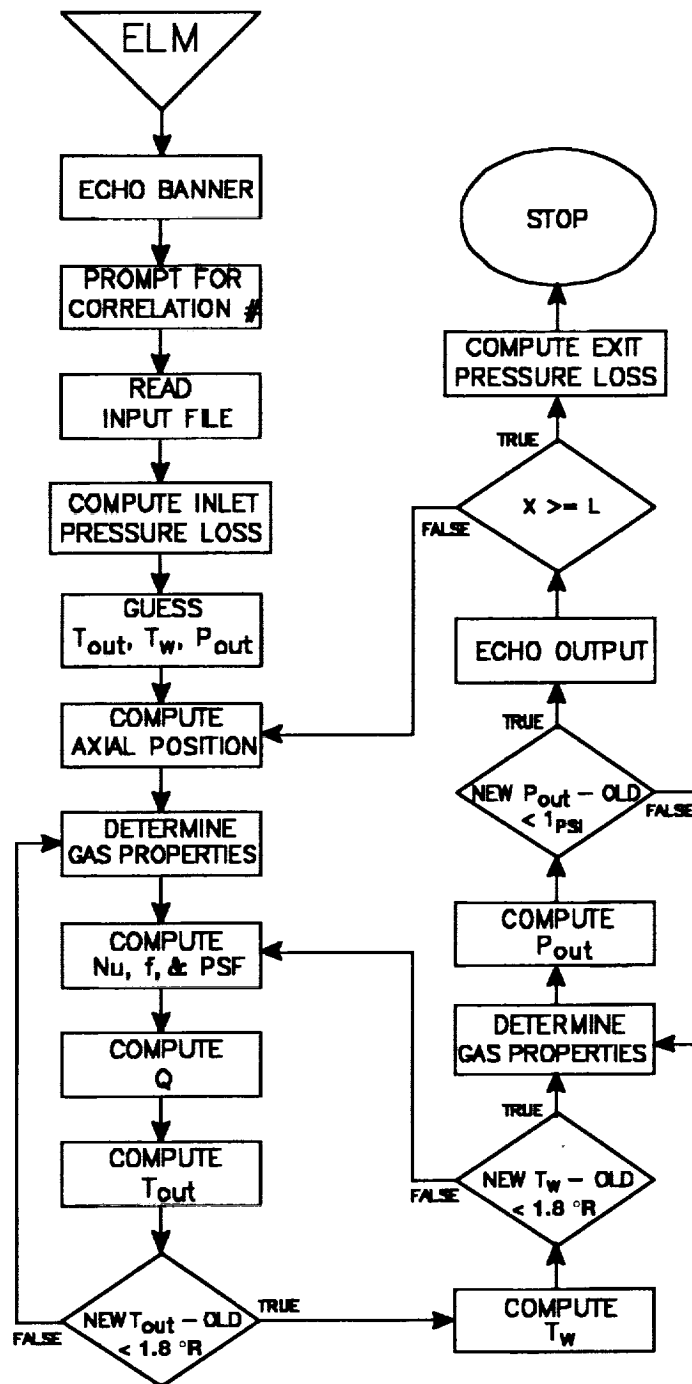 ELM
ECHO BANNER
PROMPT FOR
CORRELATION #
READ
INPUT FILE
COMPUTE INLET
PRESSURE LOSS
GUESS
Tout, Tw, Pout
COMPUTE
AXIAL POSITION
DETERMINE
GAS PROPERTIES
COMPUTE
Nu, f, & PSF
COMPUTE
Q
COMPUTE
Tout
NEW Tout – OLD
< 1.8 °R
FALSE
TRUE
COMPUTE
Tw
NEW Tw – OLD
< 1.8 °R
FALSE
TRUE
DETERMINE
GAS PROPERTIES
COMPUTE
Pout
NEW Pout – OLD
< 1PSI
FALSE
TRUE
ECHO OUTPUT
X >= L
FALSE
TRUE
COMPUTE EXIT
PRESSURE LOSS
STOP